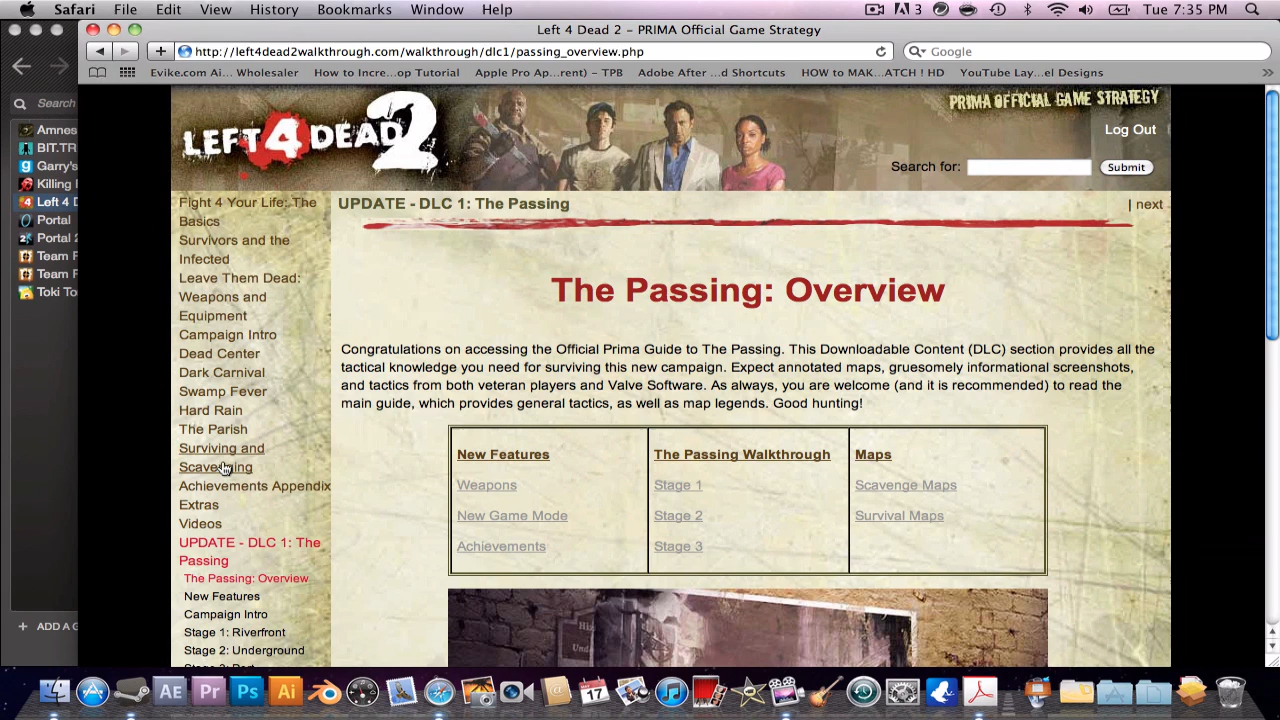 Safari File Edit View History Bookmarks Window Help
3
Tue 7:35 PM
Left 4 Dead 2 – PRIMA Official Game Strategy
http://left4dead2walkthrough.com/walkthrough/dlc1/passing_overview.php
Google
Evike.com Ai... Wholesaler How to Incre...op Tutorial Apple Pro Ap...rent) – TPB Adobe After ...d Shortcuts HOW to MAK...ATCH ! HD YouTube Lay...el Designs
Search
Amnes
BIT.TR
Garry's
Killing
Left 4 D
Portal
Portal 2
Team F
Team F
Toki To
ADD A G
LEFT 4 DEAD 2
PRIMA OFFICIAL GAME STRATEGY
Log Out
Search for:
Submit
Fight 4 Your Life: The
Basics
Survivors and the
Infected
Leave Them Dead:
Weapons and
Equipment
Campaign Intro
Dead Center
Dark Carnival
Swamp Fever
Hard Rain
The Parish
Surviving and
Scavenging
Achievements Appendix
Extras
Videos
UPDATE - DLC 1: The
Passing
The Passing: Overview
New Features
Campaign Intro
Stage 1: Riverfront
Stage 2: Underground
UPDATE - DLC 1: The Passing
| next
The Passing: Overview
Congratulations on accessing the Official Prima Guide to The Passing. This Downloadable Content (DLC) section provides all the
tactical knowledge you need for surviving this new campaign. Expect annotated maps, gruesomely informational screenshots,
and tactics from both veteran players and Valve Software. As always, you are welcome (and it is recommended) to read the
main guide, which provides general tactics, as well as map legends. Good hunting!
New Features
Weapons
New Game Mode
Achievements
The Passing Walkthrough
Stage 1
Stage 2
Stage 3
Maps
Scavenge Maps
Survival Maps
AE Pr Ps Ai
17